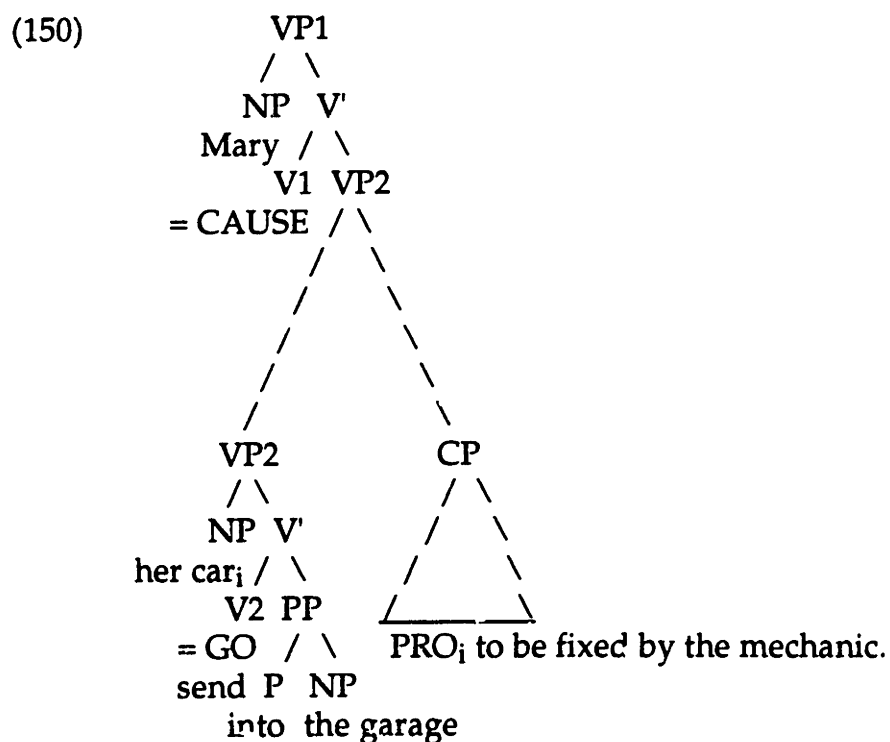 (150) VP1
NP V'
Mary
V1 VP2
= CAUSE
VP2 CP
NP V'
her cari
V2 PP
= GO PROi to be fixed by the mechanic.
send P NP
into the garage